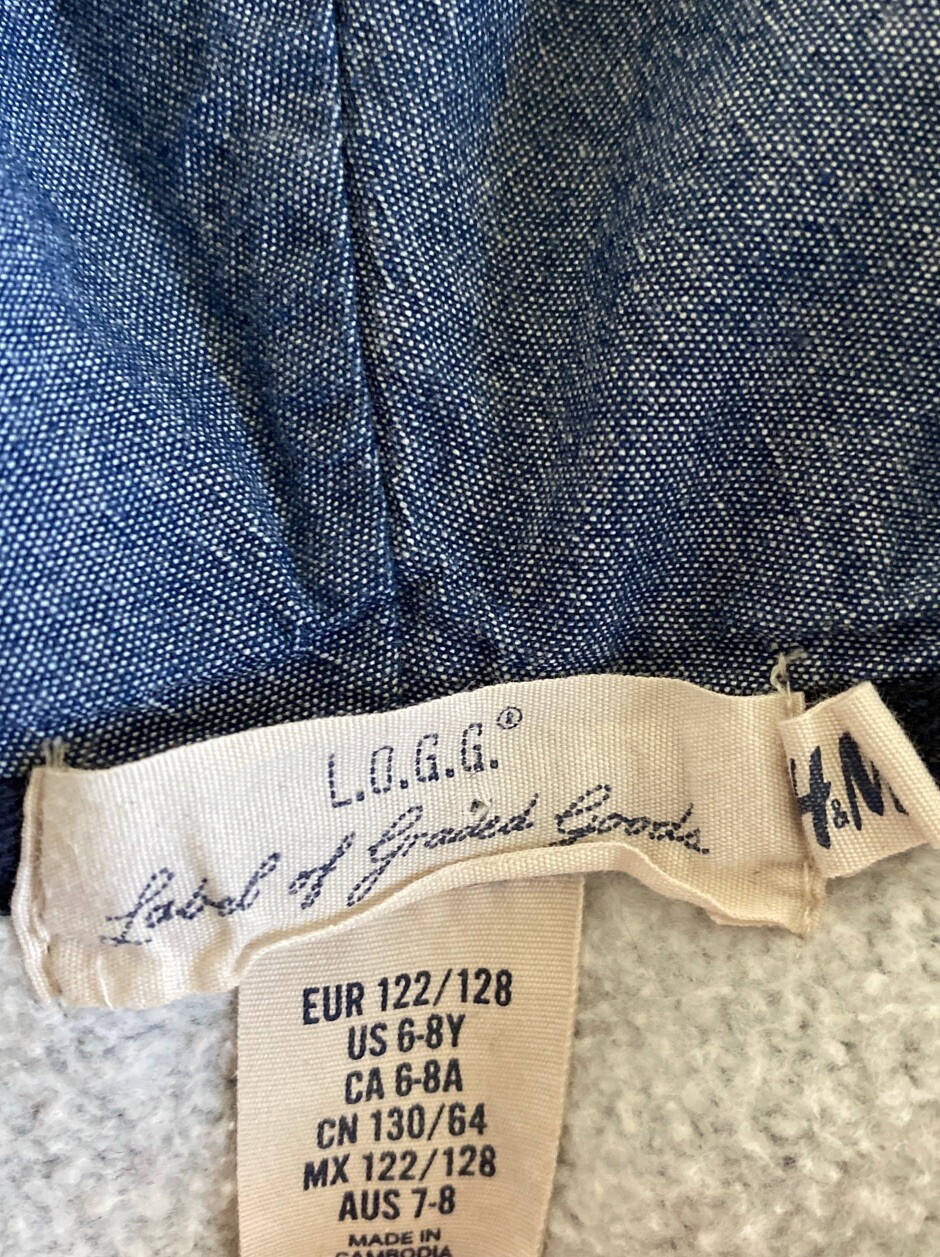 L.O.G.G.®
Label of Graded Goods.
H&M
EUR 122/128
US 6-8Y
CA 6-8A
CN 130/64
MX 122/128
AUS 7-8
MADE IN
CAMBODIA